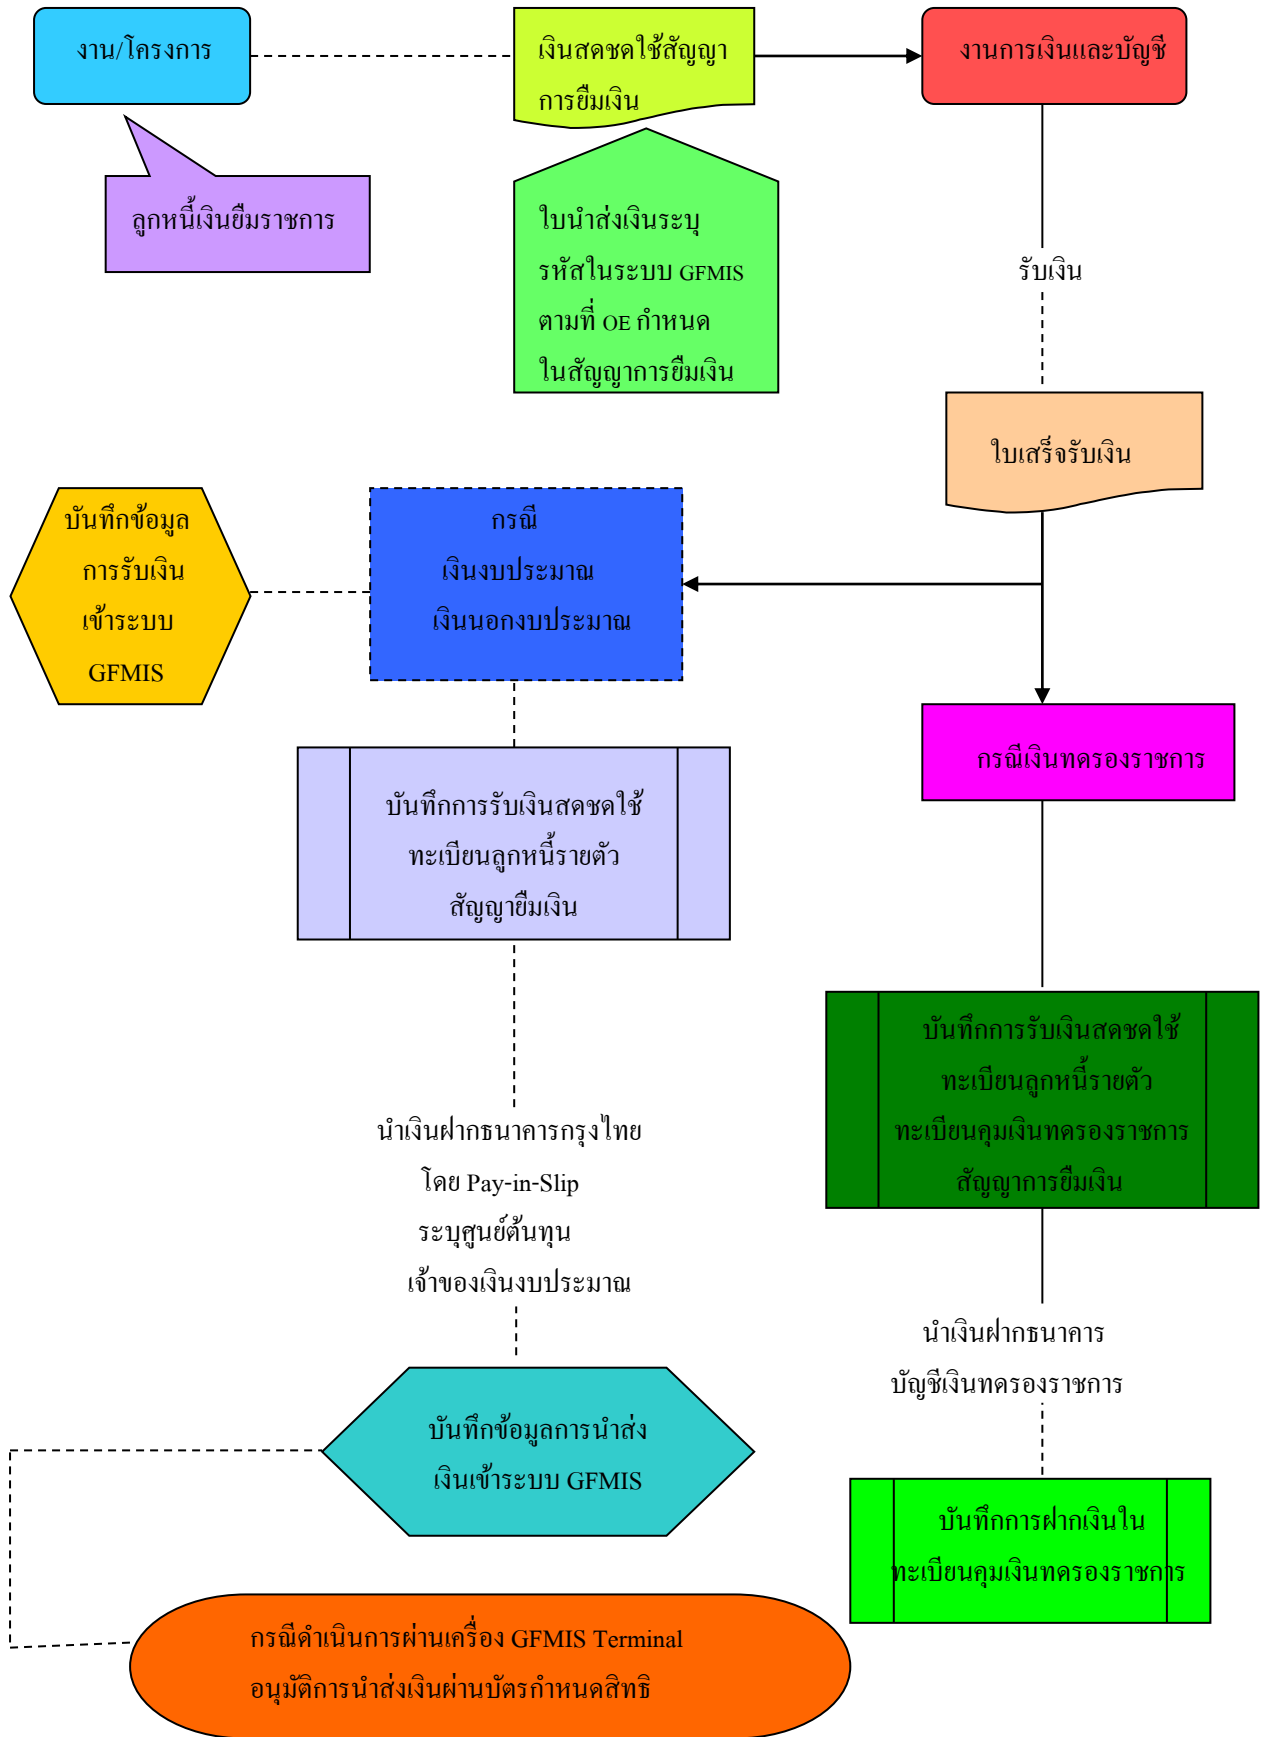 งาน/โครงการ
เงินสดชดใช้สัญญา
การยืมเงิน
งานการเงินและบัญชี
ลูกหนี้เงินยืมราชการ
ใบนำส่งเงินระบุ
รหัสในระบบ GFMIS
ตามที่ OE กำหนด
ในสัญญาการยืมเงิน
รับเงิน
ใบเสร็จรับเงิน
บันทึกข้อมูล
การรับเงิน
เข้าระบบ
GFMIS
กรณี
เงินงบประมาณ
เงินนอกงบประมาณ
กรณีเงินทดรองราชการ
บันทึกการรับเงินสดชดใช้
ทะเบียนลูกหนี้รายตัว
สัญญายืมเงิน
บันทึกการรับเงินสดชดใช้
ทะเบียนลูกหนี้รายตัว
ทะเบียนคุมเงินทดรองราชการ
สัญญาการยืมเงิน
นำเงินฝากธนาคารกรุงไทย
โดย Pay-in-Slip
ระบุศูนย์ต้นทุน
เจ้าของเงินงบประมาณ
นำเงินฝากธนาคาร
บัญชีเงินทดรองราชการ
บันทึกข้อมูลการนำส่ง
เงินเข้าระบบ GFMIS
บันทึกการฝากเงินใน
ทะเบียนคุมเงินทดรองราชการ
กรณีดำเนินการผ่านเครื่อง GFMIS Terminal
อนุมัติการนำส่งเงินผ่านบัตรกำหนดสิทธิ